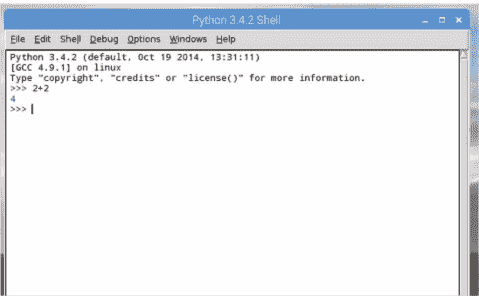 Python 3.4.2 Shell
File Edit Shell Debug Options Windows Help
Python 3.4.2 (default, Oct 19 2014, 13:31:11)
[GCC 4.9.1] on linux
Type "copyright", "credits" or "license()" for more information.
>>> 2+2
4
>>>